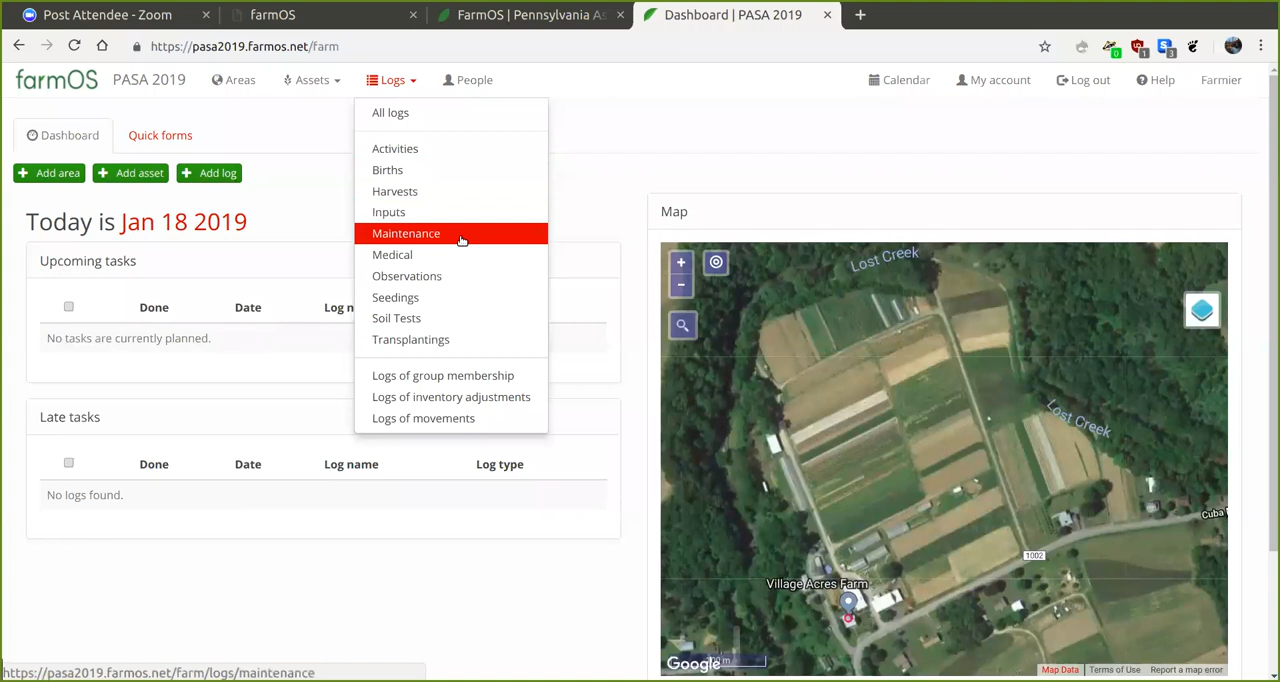 Post Attendee - Zoom
farmOS
FarmOS | Pennsylvania As
Dashboard | PASA 2019
https://pasa2019.farmos.net/farm
0
1
3
farmOS
PASA 2019
Areas
Assets
Logs
People
Calendar
My account
Log out
Help
Farmier
All logs
Dashboard
Quick forms
Activities
Births
Harvests
Inputs
Maintenance
Medical
Observations
Seedings
Soil Tests
Transplantings
Logs of group membership
Logs of inventory adjustments
Logs of movements
+ Add area
+ Add asset
+ Add log
Today is Jan 18 2019
Upcoming tasks
Done Date Log n
No tasks are currently planned.
Late tasks
Done Date Log name Log type
No logs found.
Map
+
-
Lost Creek
Lost Creek
Cuba
1002
Village Acres Farm
Google
Map Data
Terms of Use
Report a map error
https://pasa2019.farmos.net/farm/logs/maintenance